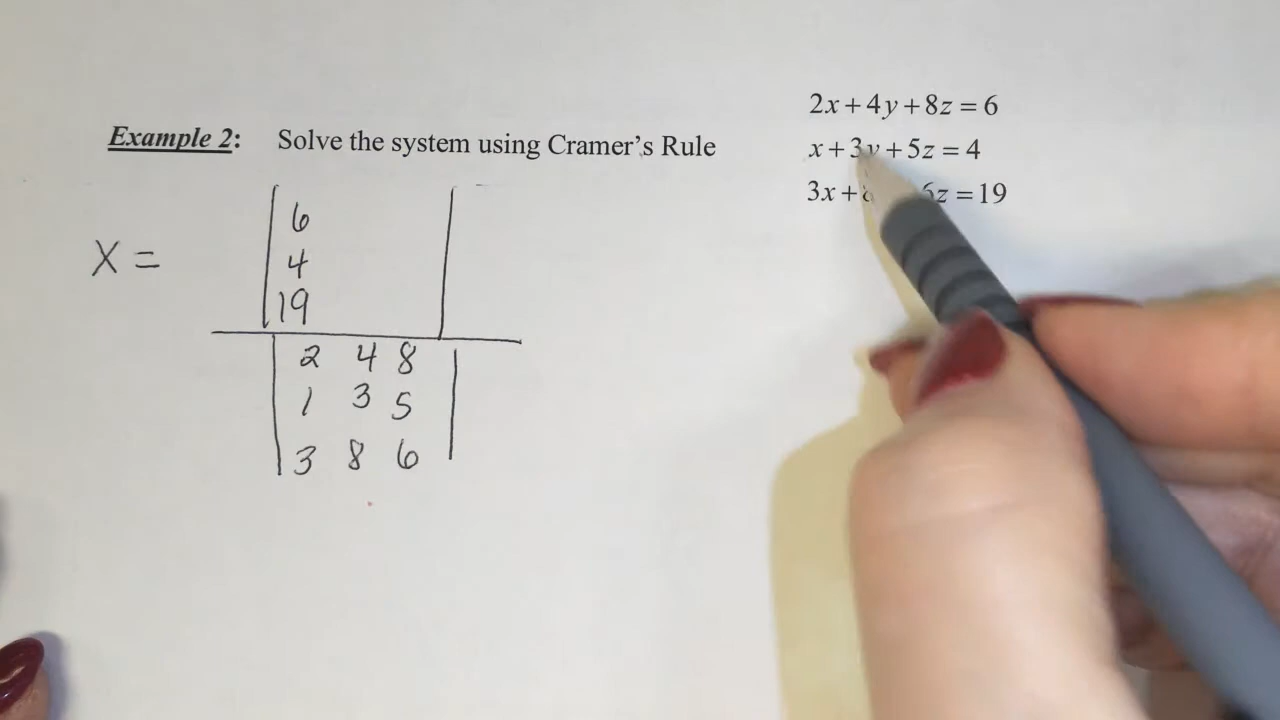 Example 2: Solve the system using Cramer's Rule
2x + 4y + 8z = 6
x + 3y + 5z = 4
3x + 6z = 19
X =
6
4
19
2 4 8
1 3 5
3 8 6